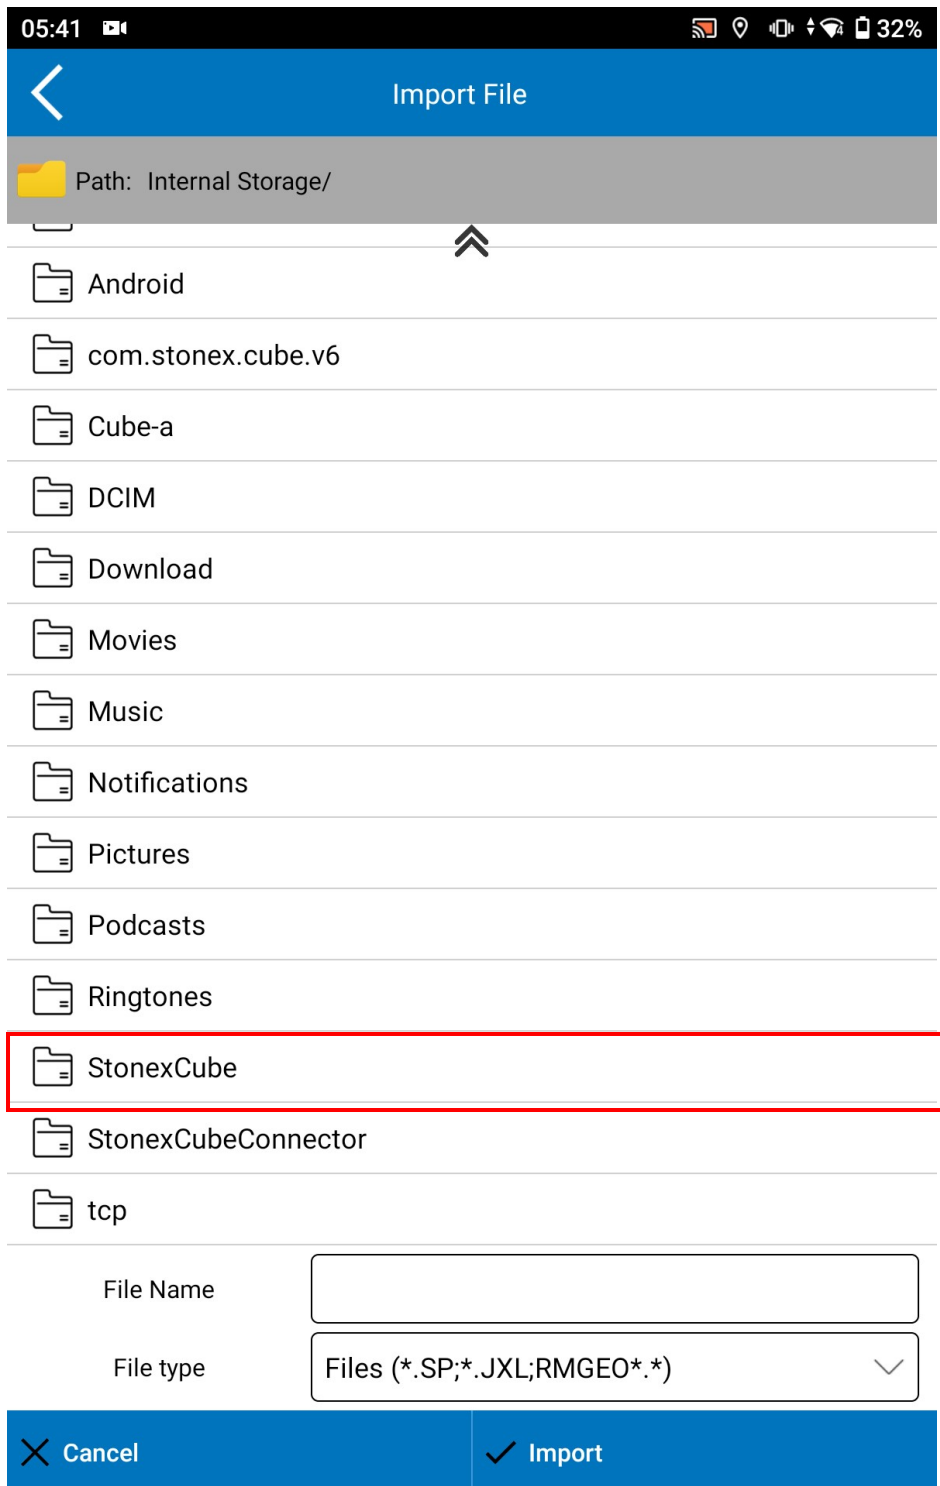 05:41 32%
Import File
Path: Internal Storage/
Android
com.stonex.cube.v6
Cube-a
DCIM
Download
Movies
Music
Notifications
Pictures
Podcasts
Ringtones
StonexCube
StonexCubeConnector
tcp
File Name
File type Files (*.SP;*.JXL;RMGEO*.*)
Cancel Import